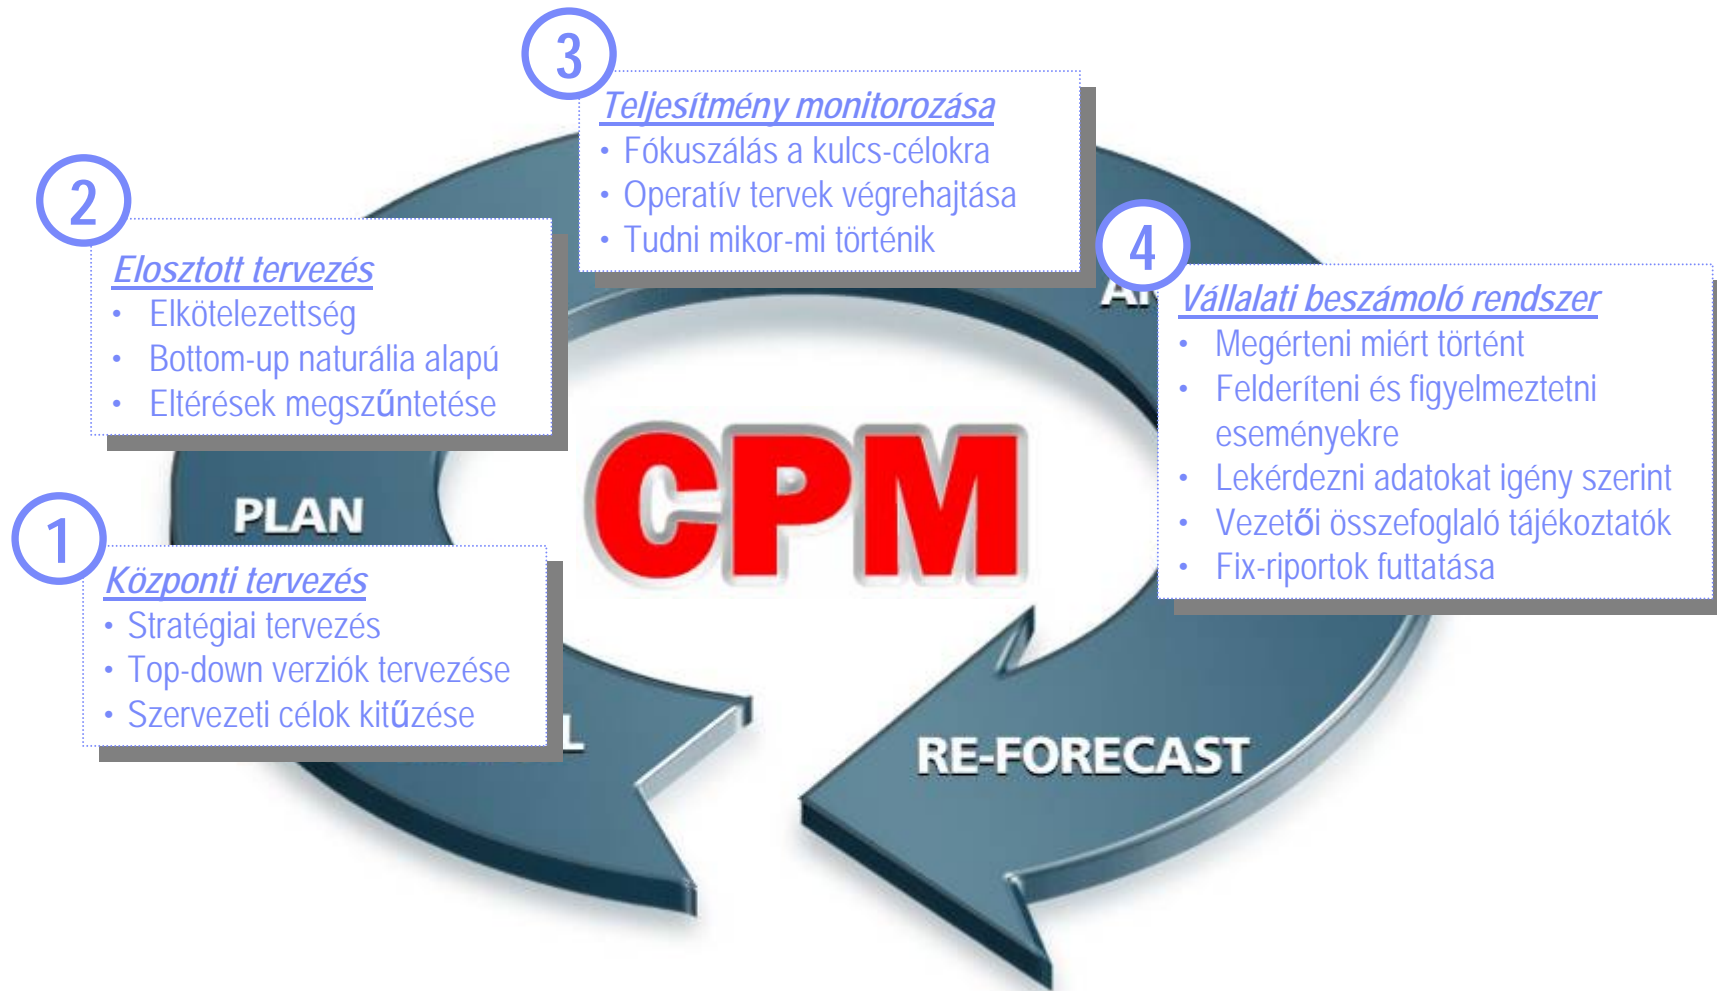 3
Teljesítmény monitorozása
• Fókuszálás a kulcs-célokra
• Operatív tervek végrehajtása
• Tudni mikor-mi történik
2
Elosztott tervezés
• Elkötelezettség
• Bottom-up naturália alapú
• Eltérések megszűntetése
4
Vállalati beszámoló rendszer
• Megérteni miért történt
• Felderíteni és figyelmeztetni
eseményekre
• Lekérdezni adatokat igény szerint
• Vezetői összefoglaló tájékoztatók
• Fix-riportok futtatása
CPM
PLAN
1
Központi tervezés
• Stratégiai tervezés
• Top-down verziók tervezése
• Szervezeti célok kitűzése
RE-FORECAST